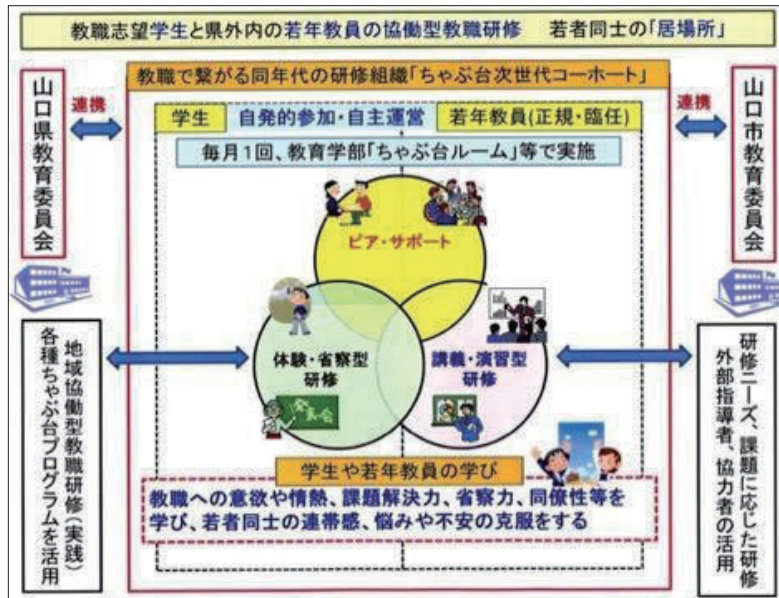 教職志望学生と県外内の若年教員の協働型教職研修　若者同士の「居場所」
教職で繋がる同年代の研修組織「ちゃぶ台次世代コーホート」
山口県教育委員会
連携
連携
山口市教育委員会
学生　自発的参加・自主運営　若年教員(正規・臨任)
毎月1回、教育学部「ちゃぶ台ルーム」等で実施
ピア・サポート
体験・省察型
研修
講義・演習型
研修
地域協働型教職研修(実践)
各種ちゃぶ台プログラムを活用
研修ニーズ、課題に応じた研修
外部指導者、協力者の活用
学生や若年教員の学び
教職への意欲や情熱、課題解決力、省察力、同僚性等を
学び、若者同士の連帯感、悩みや不安の克服をする